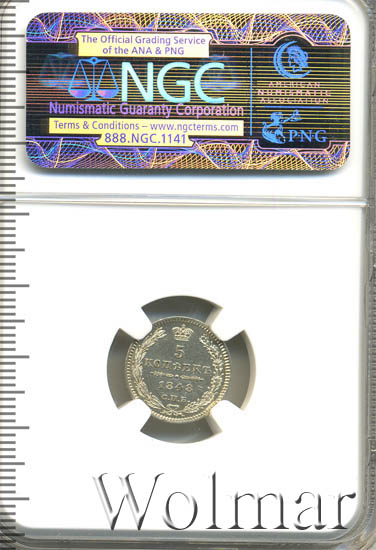 The Official Grading Service
of the ANA & PNG
NGC
Numismatic Guaranty Corporation
Terms & Conditions – www.ngcterms.com
888.NGC.1141
AMERICAN
NUMISMATIC
ASSOCIATION
PNG
5
КОПѢЕКЪ
1848
С.П.Б.
Wolmar